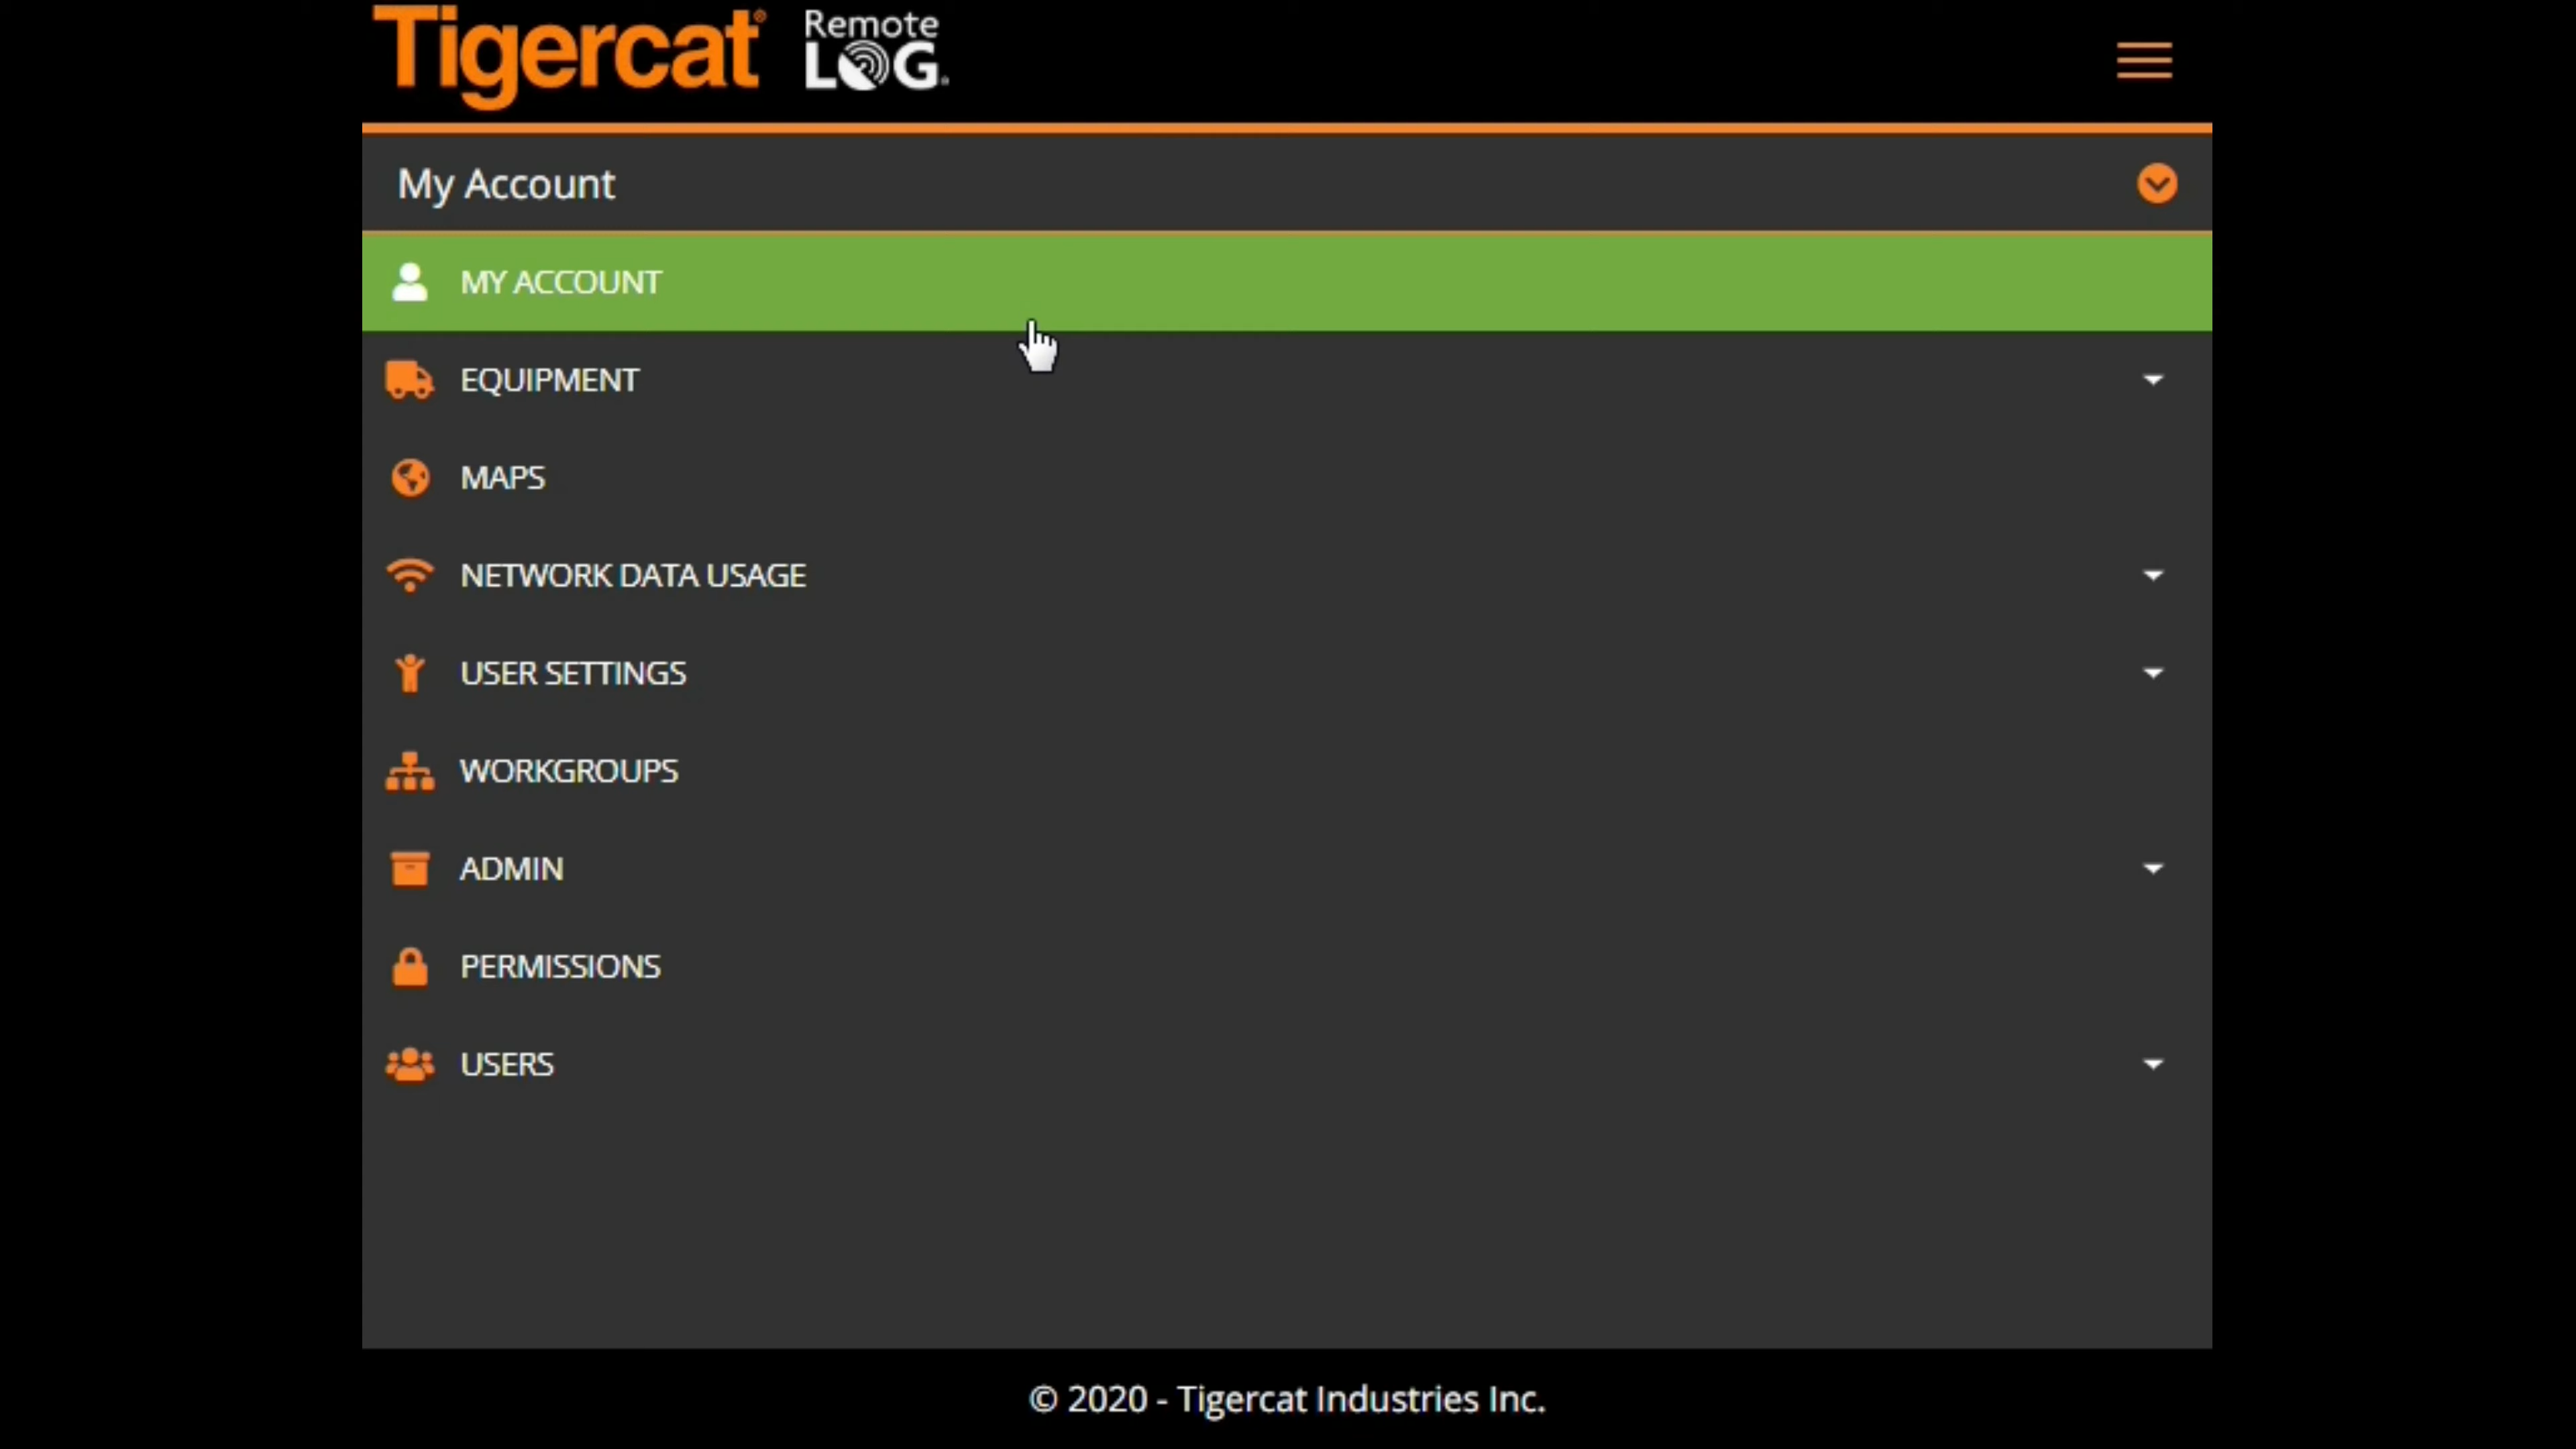 Tigercat®
Remote
LOG®
My Account
MY ACCOUNT
EQUIPMENT
MAPS
NETWORK DATA USAGE
USER SETTINGS
WORKGROUPS
ADMIN
PERMISSIONS
USERS
© 2020 - Tigercat Industries Inc.